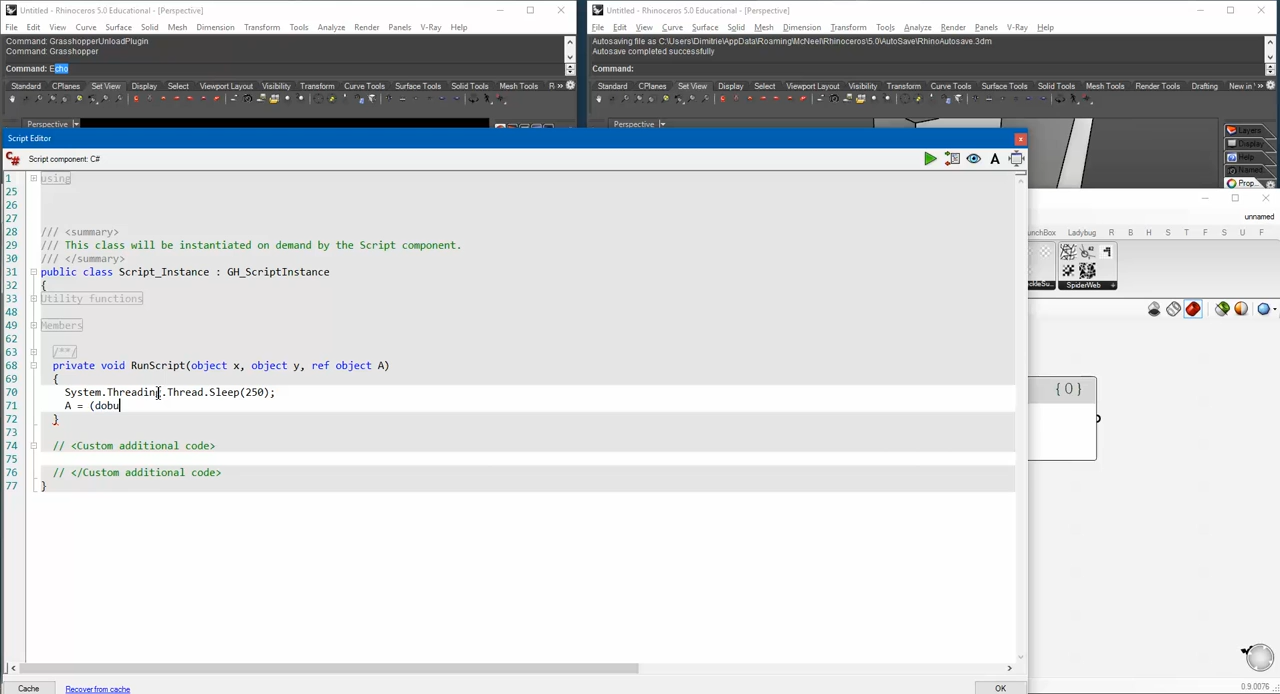 Untitled - Rhinoceros 5.0 Educational - [Perspective]
File Edit View Curve Surface Solid Mesh Dimension Transform Tools Analyze Render Panels V-Ray Help
Command: GrasshopperUnloadPlugin
Command: Grasshopper
Command: Echo
Standard CPlanes Set View Display Select Viewport Layout Visibility Transform Curve Tools Surface Tools Solid Tools Mesh Tools R »
Perspective
Untitled - Rhinoceros 5.0 Educational - [Perspective]
File Edit View Curve Surface Solid Mesh Dimension Transform Tools Analyze Render Panels V-Ray Help
Autosaving file as C:\Users\Dimitrie\AppData\Roaming\McNeel\Rhinoceros\5.0\AutoSave\RhinoAutosave.3dm
Autosave completed successfully
Command:
Standard CPlanes Set View Display Select Viewport Layout Visibility Transform Curve Tools Surface Tools Solid Tools Mesh Tools Render Tools Drafting New in »
Perspective
Layers
Display
Help
Named
Prop...
Script Editor
C# Script component: C#
1 using
25
26
27
28 /// <summary>
29 /// This class will be instantiated on demand by the Script component.
30 /// </summary>
31 public class Script_Instance : GH_ScriptInstance
32 {
33 Utility functions
48
49 Members
62
63 /**/
68 private void RunScript(object x, object y, ref object A)
69 {
70 System.Threading.Thread.Sleep(250);
71 A = (dobu
72 }
73
74 // <Custom additional code>
75
76 // </Custom additional code>
77 }
Cache Recover from cache OK
unnamed
unchBox Ladybug R B H S T F S U F
SpiderWeb
{0}
0.9.0076